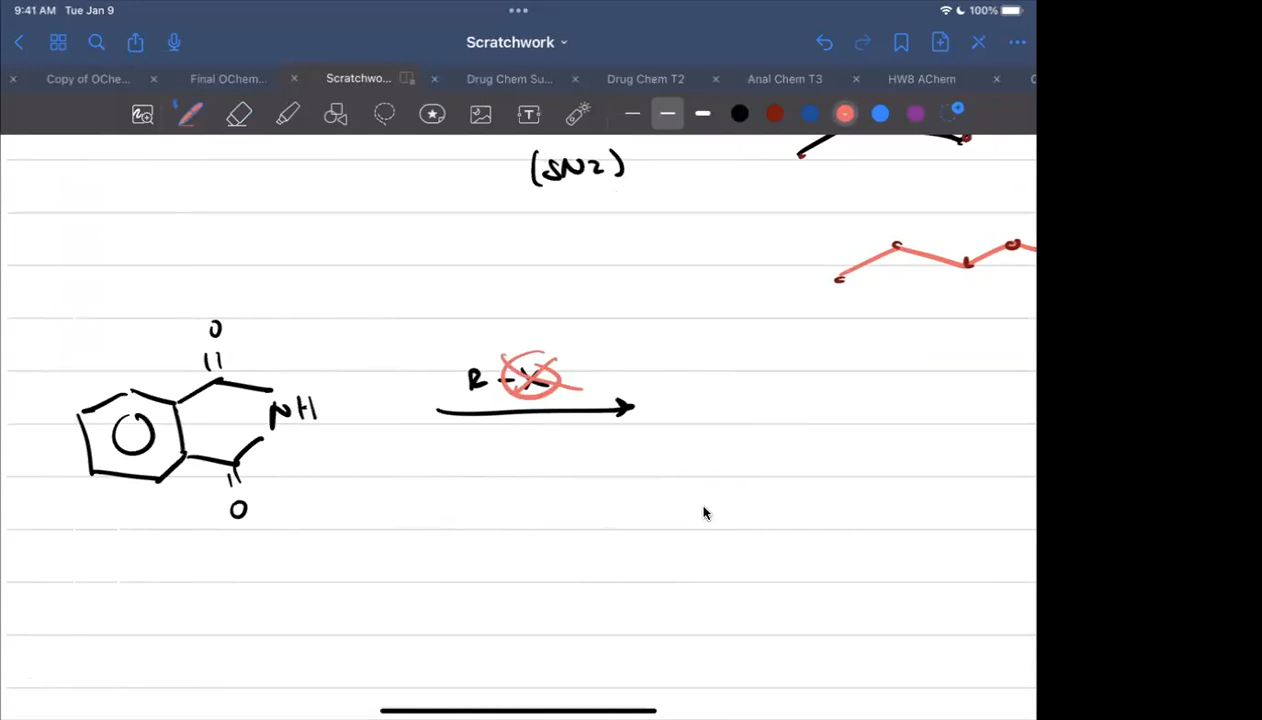 9:41 AM Tue Jan 9
100%
Scratchwork
Copy of OChe...
Final OChem...
Scratchwo...
Drug Chem Su...
Drug Chem T2
Anal Chem T3
HW8 AChem
(SN2)
O
R-X
NH
O